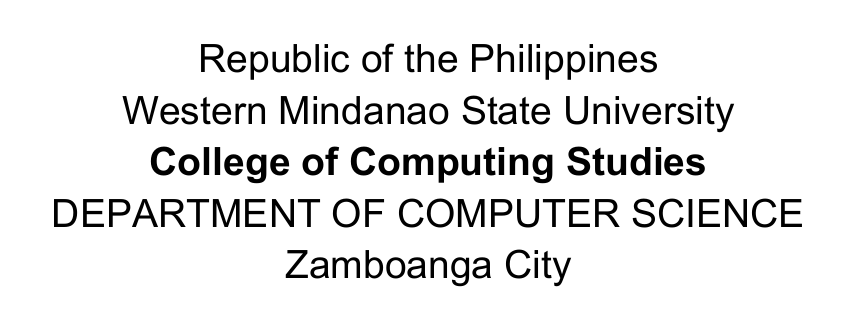 Republic of the Philippines
Western Mindanao State University
College of Computing Studies
DEPARTMENT OF COMPUTER SCIENCE
Zamboanga City